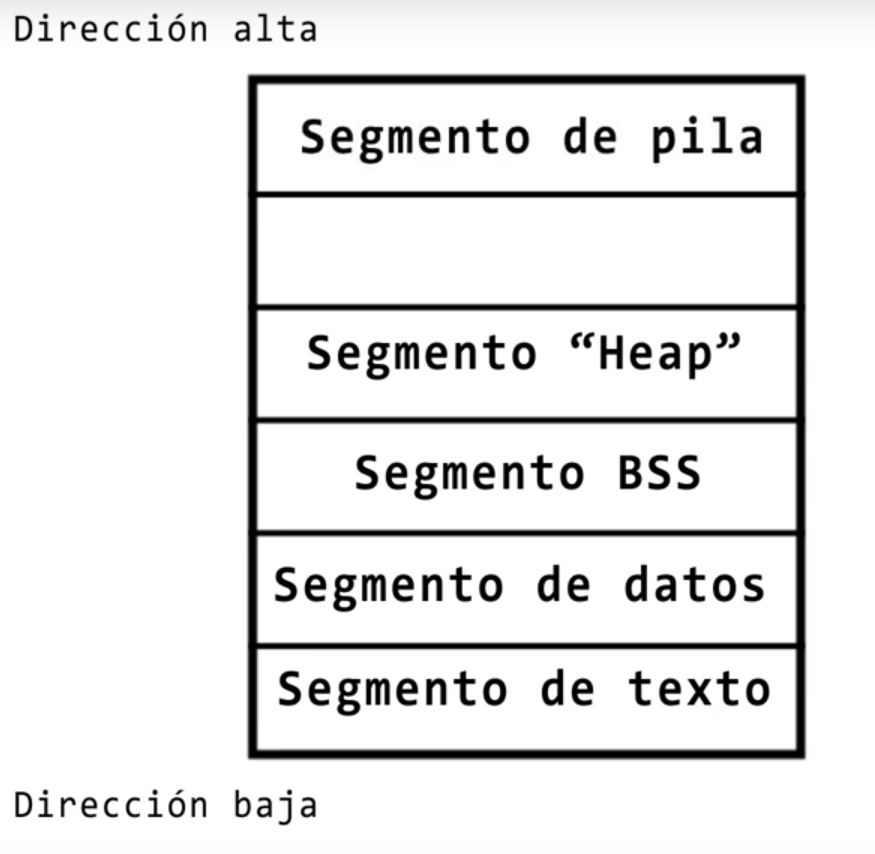 Dirección alta
Segmento de pila
Segmento “Heap”
Segmento BSS
Segmento de datos
Segmento de texto
Dirección baja